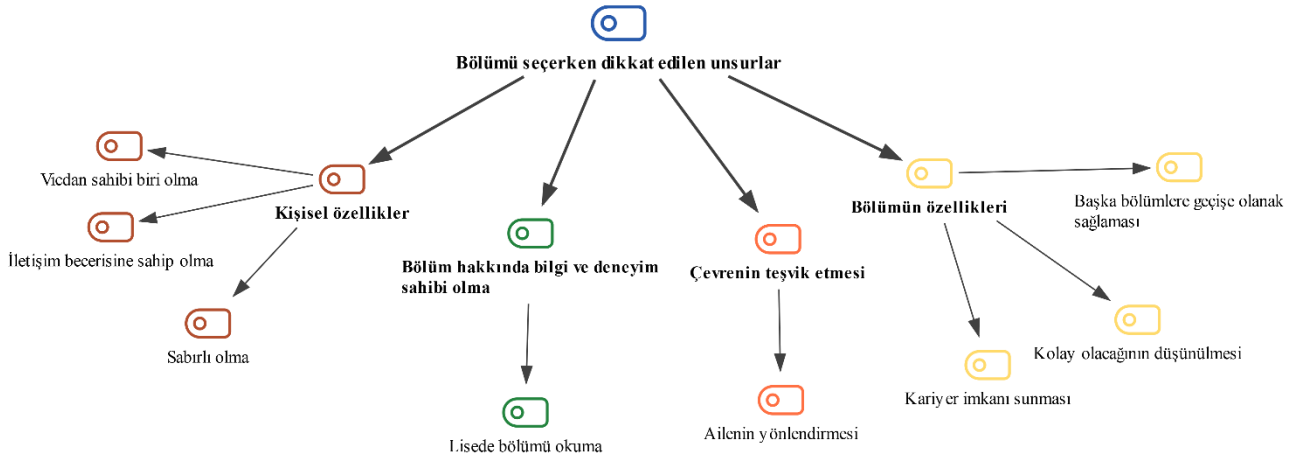 Bölümü seçerken dikkat edilen unsurlar
Vicdan sahibi biri olma
Kişisel özellikler
İletişim becerisine sahip olma
Sabırlı olma
Bölüm hakkında bilgi ve deneyim
sahibi olma
Lisede bölümü okuma
Çevrenin teşvik etmesi
Ailenin yönlendirmesi
Bölümün özellikleri
Başka bölümlere geçişe olanak
sağlaması
Kolay olacağının düşünülmesi
Kariyer imkanı sunması